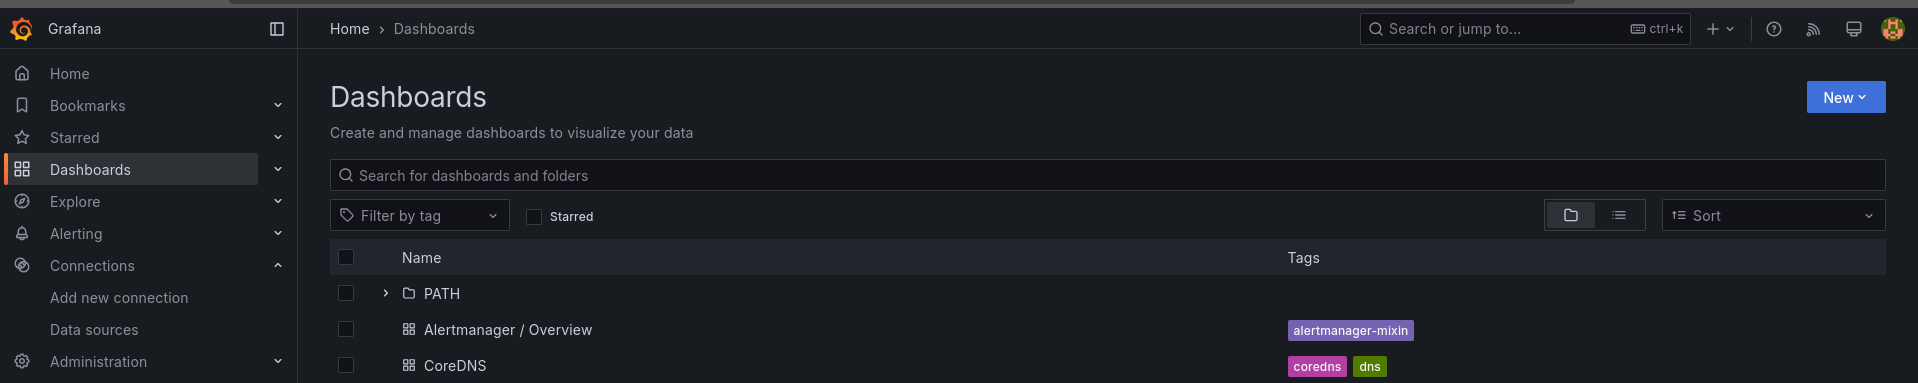 Grafana
Home › Dashboards
Search or jump to...
ctrl+k
Home
Bookmarks
Starred
Dashboards
Explore
Alerting
Connections
Add new connection
Data sources
Administration
Dashboards
New
Create and manage dashboards to visualize your data
Search for dashboards and folders
Filter by tag
Starred
Sort
Name Tags
PATH
Alertmanager / Overview alertmanager-mixin
CoreDNS coredns dns